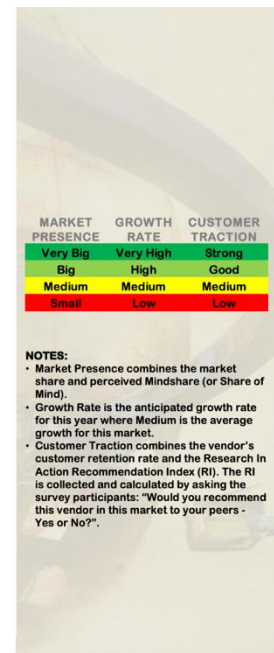 MARKET GROWTH CUSTOMER
PRESENCE RATE TRACTION
Very Big Very High Strong
Big High Good
Medium Medium Medium
Small Low Low
NOTES:
• Market Presence combines the market
share and perceived Mindshare (or Share of
Mind).
• Growth Rate is the anticipated growth rate
for this year where Medium is the average
growth for this market.
• Customer Traction combines the vendor's
customer retention rate and the Research In
Action Recommendation Index (RI). The RI
is collected and calculated by asking the
survey participants: "Would you recommend
this vendor in this market to your peers -
Yes or No?".